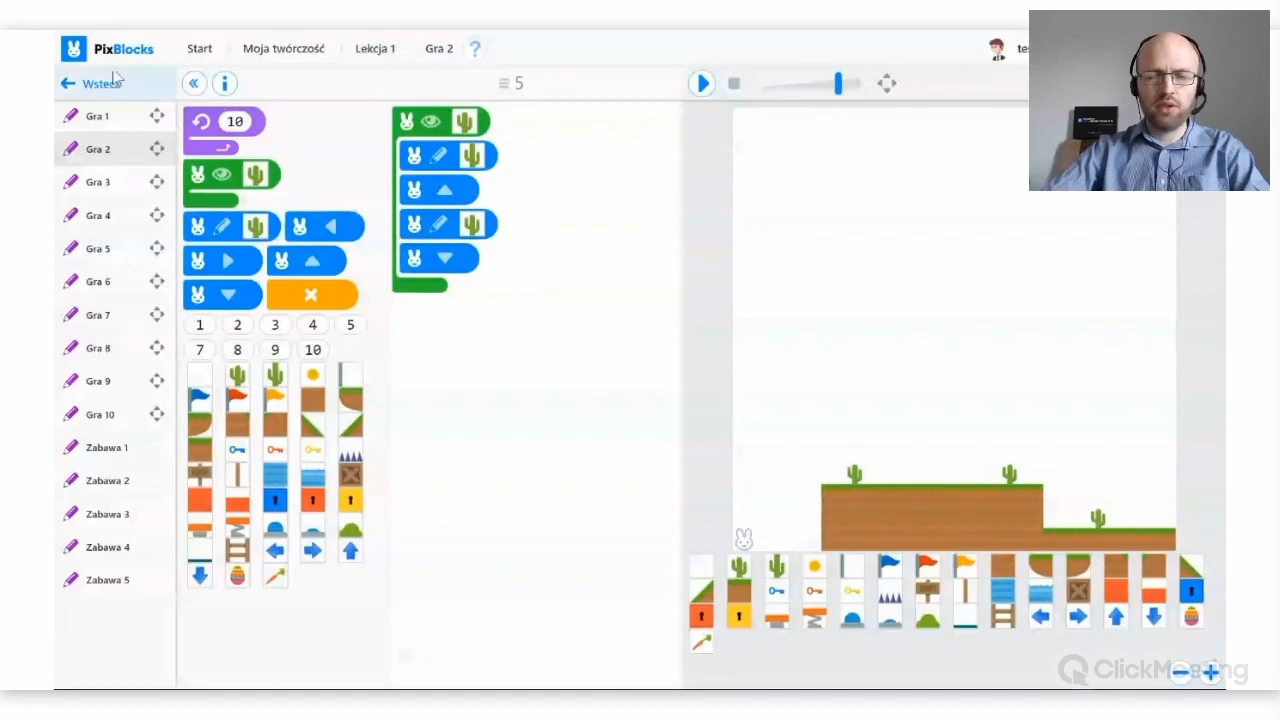 PixBlocks Start Moja twórczość Lekcja 1 Gra 2 ?
Wstecz i 5
Gra 1
Gra 2
Gra 3
Gra 4
Gra 5
Gra 6
Gra 7
Gra 8
Gra 9
Gra 10
Zabawa 1
Zabawa 2
Zabawa 3
Zabawa 4
Zabawa 5
10
1 2 3 4 5
7 8 9 10
ClickMeeting